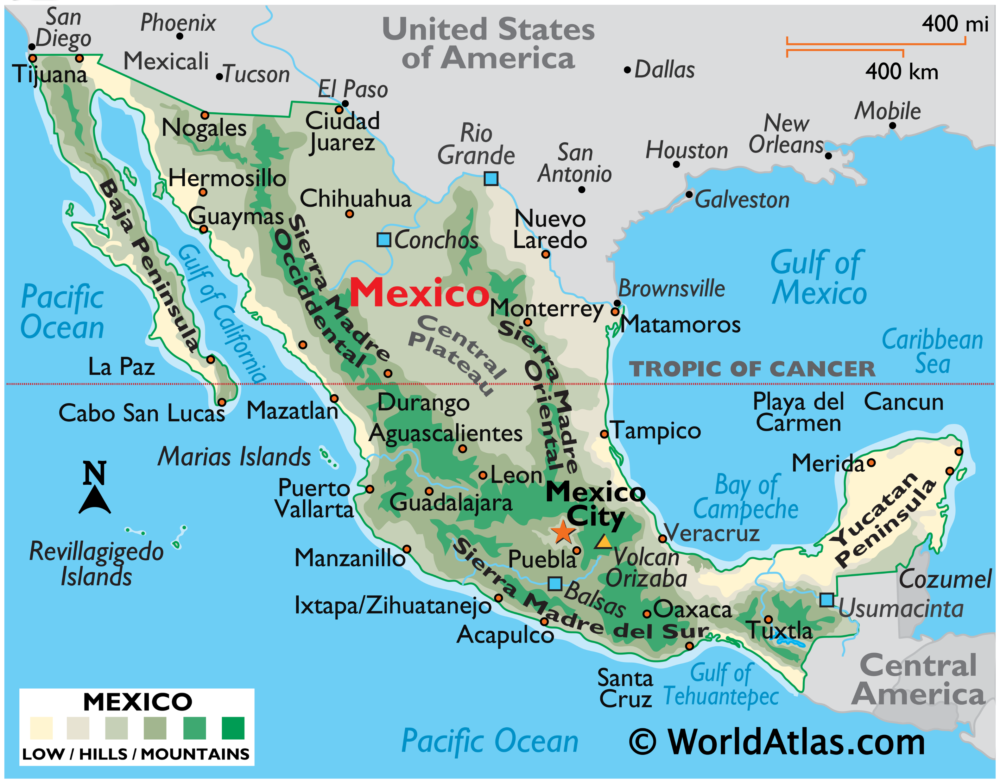 San
Diego
Phoenix
United States
of America
400 mi
400 km
Tijuana
Mexicali
Tucson
El Paso
Dallas
Nogales
Ciudad
Juarez
Rio
Grande
San
Antonio
Houston
New
Orleans
Mobile
Hermosillo
Chihuahua
Galveston
Guaymas
Conchos
Nuevo
Laredo
Baja Peninsula
Gulf of California
Sierra Madre
Occidental
Gulf of
Mexico
Pacific
Ocean
Mexico
Brownsville
Monterrey
Matamoros
Central
Plateau
Sierra Madre
Oriental
Caribbean
Sea
La Paz
TROPIC OF CANCER
Cabo San Lucas
Mazatlan
Durango
Playa del
Carmen
Cancun
Aguascalientes
Tampico
Marias Islands
Merida
N
Leon
Puerto
Vallarta
Guadalajara
Mexico
City
Bay of
Campeche
Yucatan
Peninsula
Veracruz
Revillagigedo
Islands
Manzanillo
Puebla
Volcan
Orizaba
Cozumel
Sierra Madre del Sur
Balsas
Ixtapa/Zihuatanejo
Oaxaca
Usumacinta
Acapulco
Tuxtla
Santa
Cruz
Gulf of
Tehuantepec
Central
America
MEXICO
LOW / HILLS / MOUNTAINS
Pacific Ocean
© WorldAtlas.com